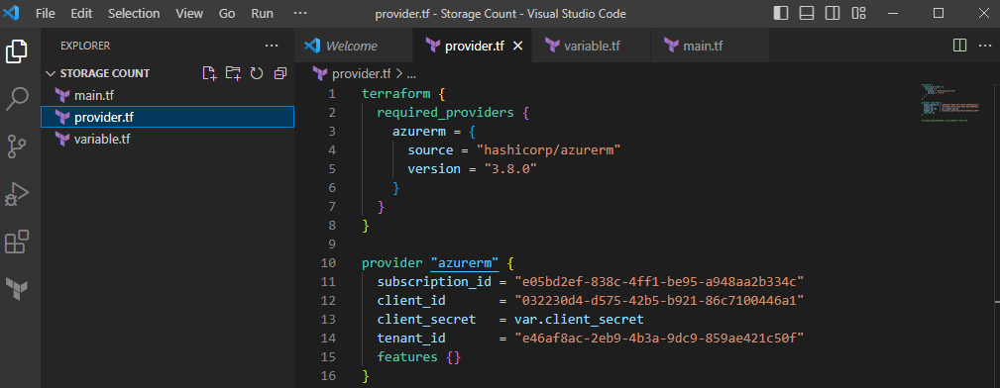 File Edit Selection View Go Run ··· provider.tf - Storage Count - Visual Studio Code
EXPLORER ···
STORAGE COUNT
main.tf
provider.tf
variable.tf
Welcome provider.tf variable.tf main.tf ···
provider.tf > ...
1 terraform {
2 required_providers {
3 azurerm = {
4 source = "hashicorp/azurerm"
5 version = "3.8.0"
6 }
7 }
8 }
9
10 provider "azurerm" {
11 subscription_id = "e05bd2ef-838c-4ff1-be95-a948aa2b334c"
12 client_id = "032230d4-d575-42b5-b921-86c7100446a1"
13 client_secret = var.client_secret
14 tenant_id = "e46af8ac-2eb9-4b3a-9dc9-859ae421c50f"
15 features {}
16 }